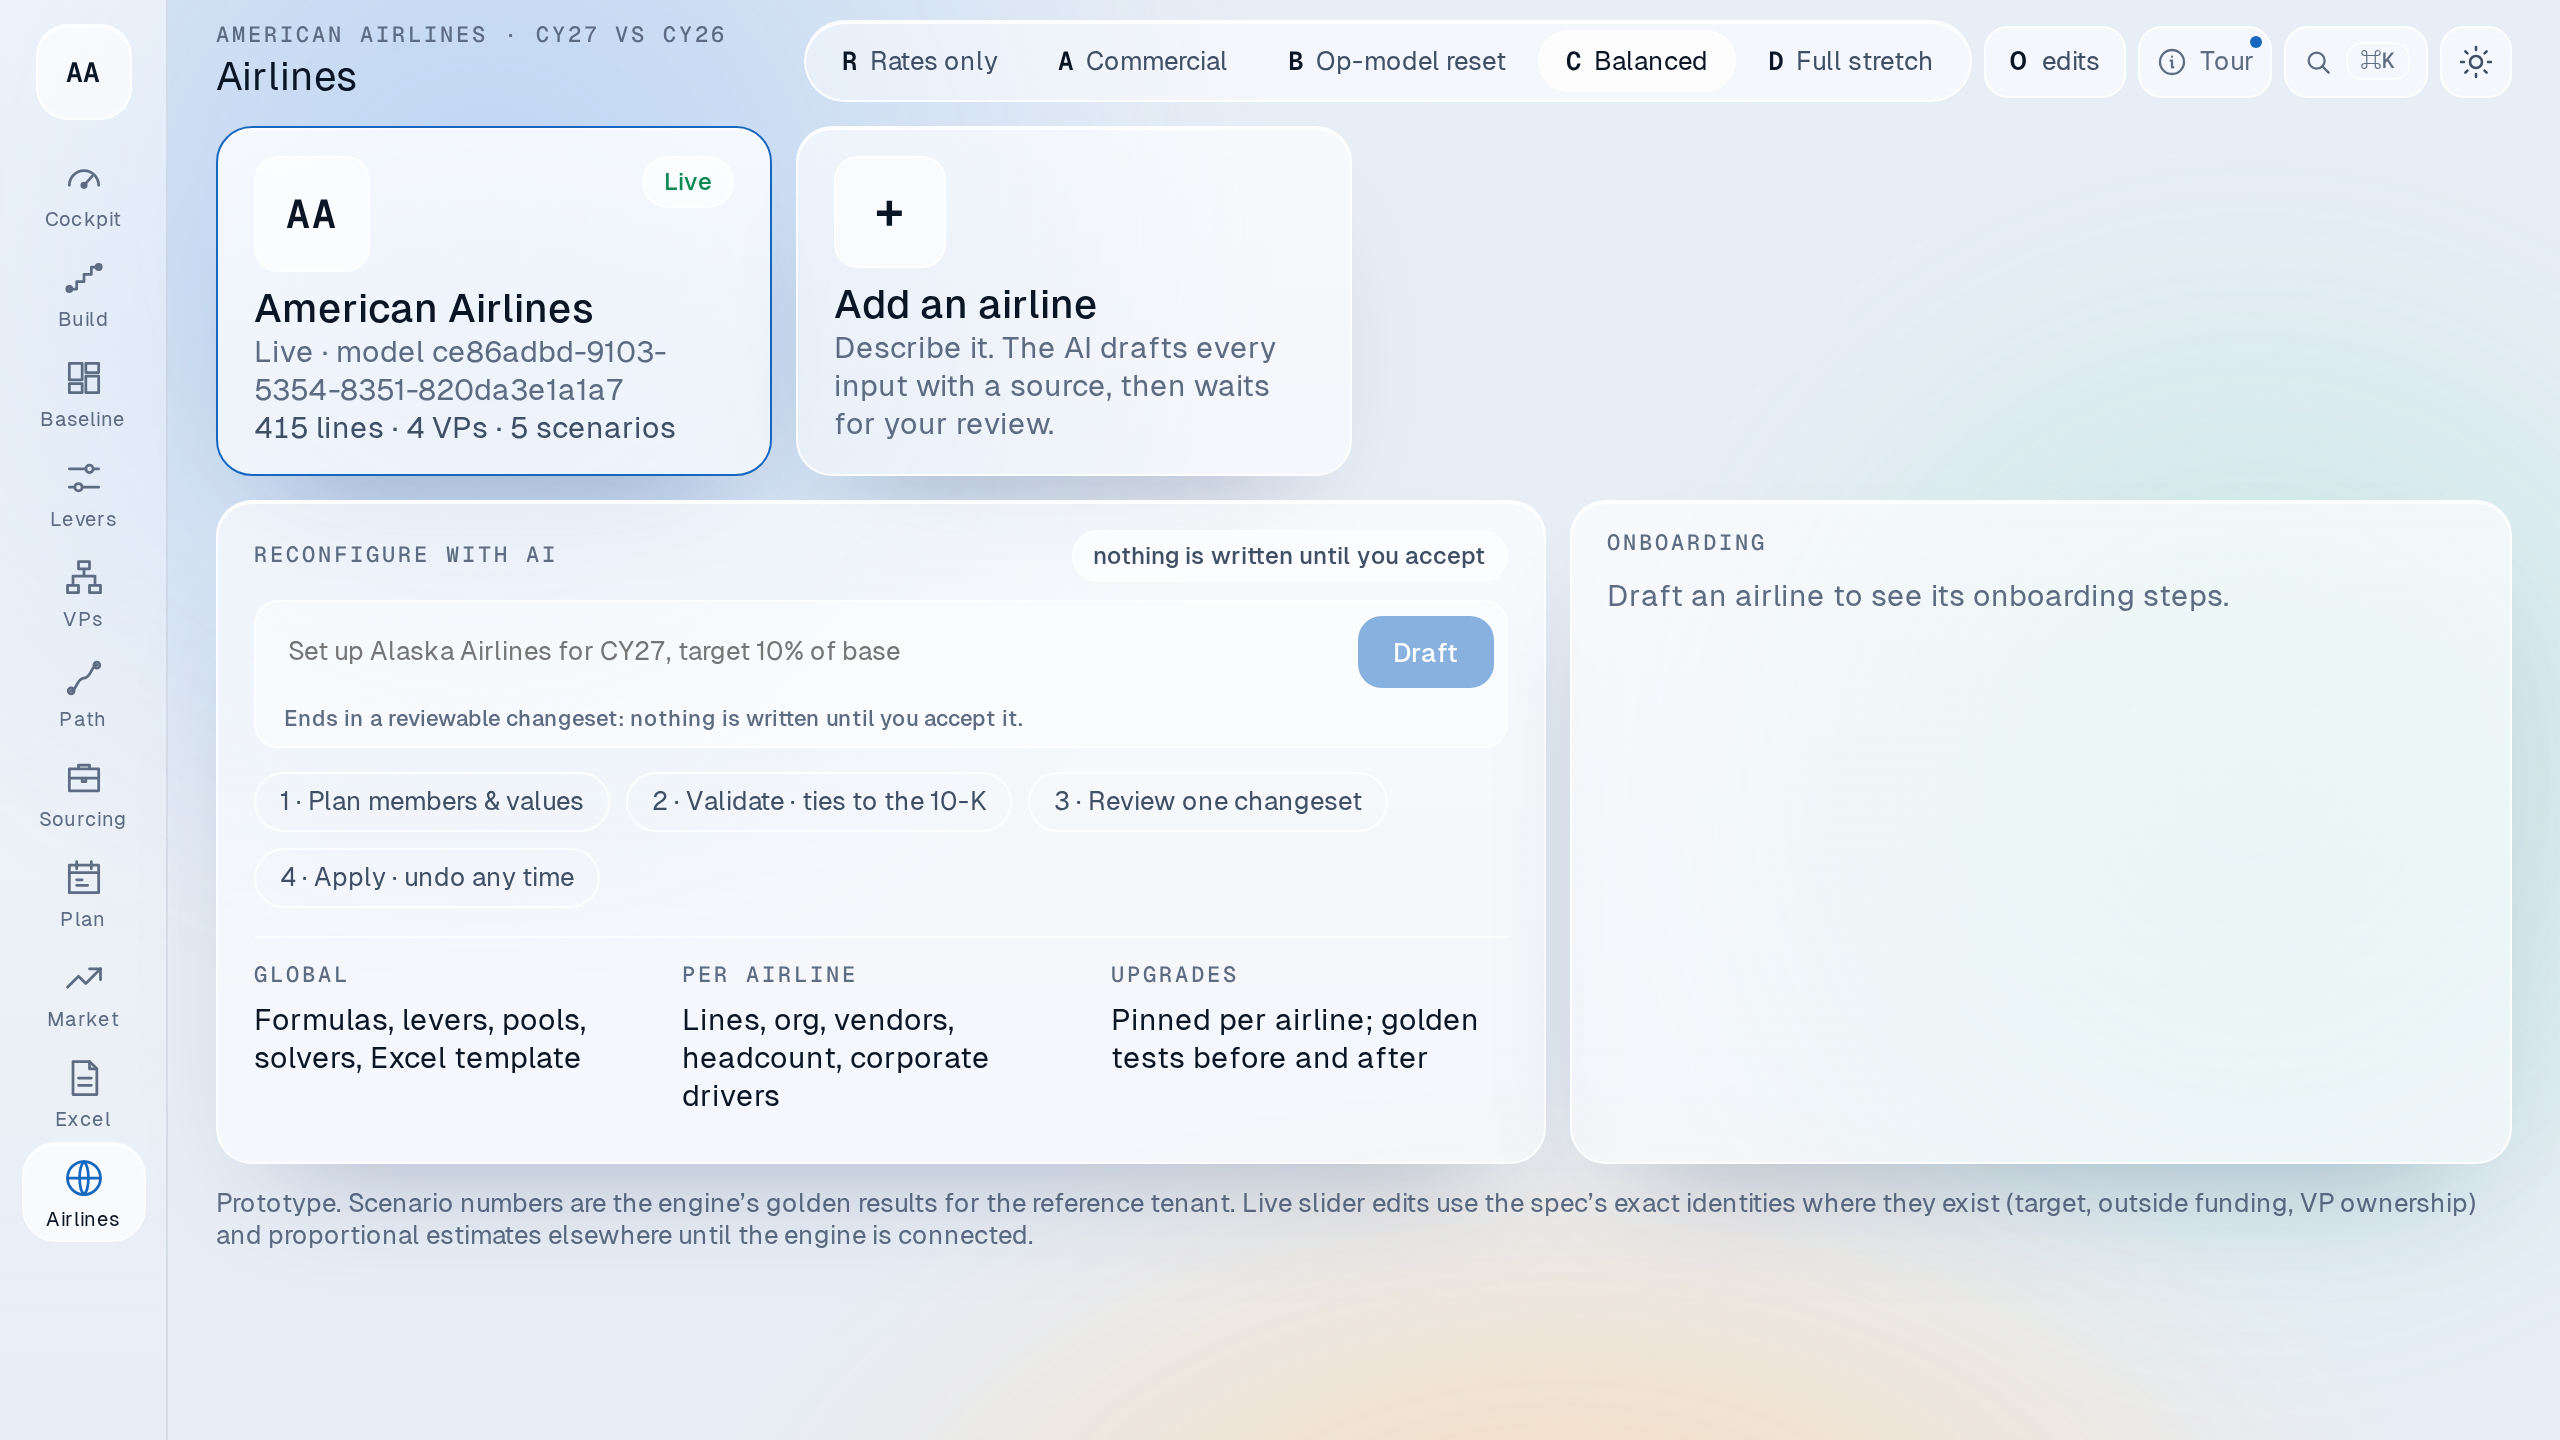 AA
Cockpit
Build
Baseline
Levers
VPs
Path
Sourcing
Plan
Market
Excel
Airlines
AMERICAN AIRLINES · CY27 VS CY26
Airlines
R Rates only
A Commercial
B Op-model reset
C Balanced
D Full stretch
0 edits
Tour
⌘K
AA
Live
American Airlines
Live · model ce86adbd-9103-
5354-8351-820da3e1a1a7
415 lines · 4 VPs · 5 scenarios
+
Add an airline
Describe it. The AI drafts every
input with a source, then waits
for your review.
RECONFIGURE WITH AI
nothing is written until you accept
Set up Alaska Airlines for CY27, target 10% of base
Draft
Ends in a reviewable changeset: nothing is written until you accept it.
1 · Plan members & values
2 · Validate · ties to the 10-K
3 · Review one changeset
4 · Apply · undo any time
GLOBAL
Formulas, levers, pools,
solvers, Excel template
PER AIRLINE
Lines, org, vendors,
headcount, corporate
drivers
UPGRADES
Pinned per airline; golden
tests before and after
ONBOARDING
Draft an airline to see its onboarding steps.
Prototype. Scenario numbers are the engine’s golden results for the reference tenant. Live slider edits use the spec’s exact identities where they exist (target, outside funding, VP ownership)
and proportional estimates elsewhere until the engine is connected.